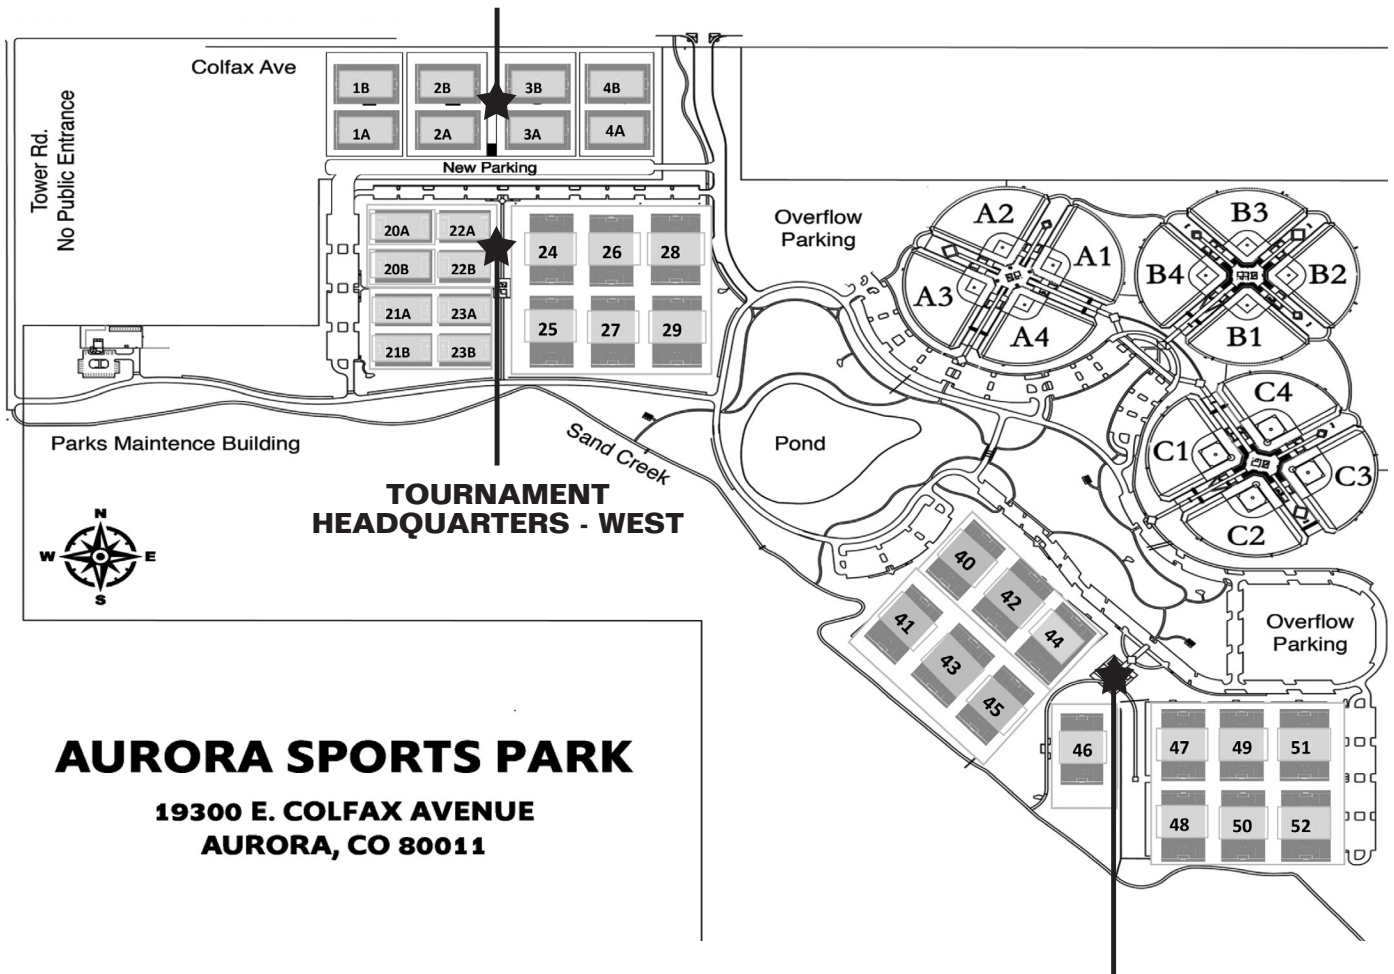 Colfax Ave
Tower Rd.
No Public Entrance
1B
2B
3B
4B
1A
2A
3A
4A
New Parking
20A
22A
20B
22B
21A
23A
21B
23B
24
26
28
25
27
29
Overflow
Parking
A2
A1
A3
A4
B3
B4
B2
B1
C4
C1
C3
C2
Parks Maintence Building
Sand Creek
Pond
TOURNAMENT
HEADQUARTERS - WEST
N
W
E
S
40
42
44
41
43
45
Overflow
Parking
46
47
49
51
48
50
52
AURORA SPORTS PARK
19300 E. COLFAX AVENUE
AURORA, CO 80011